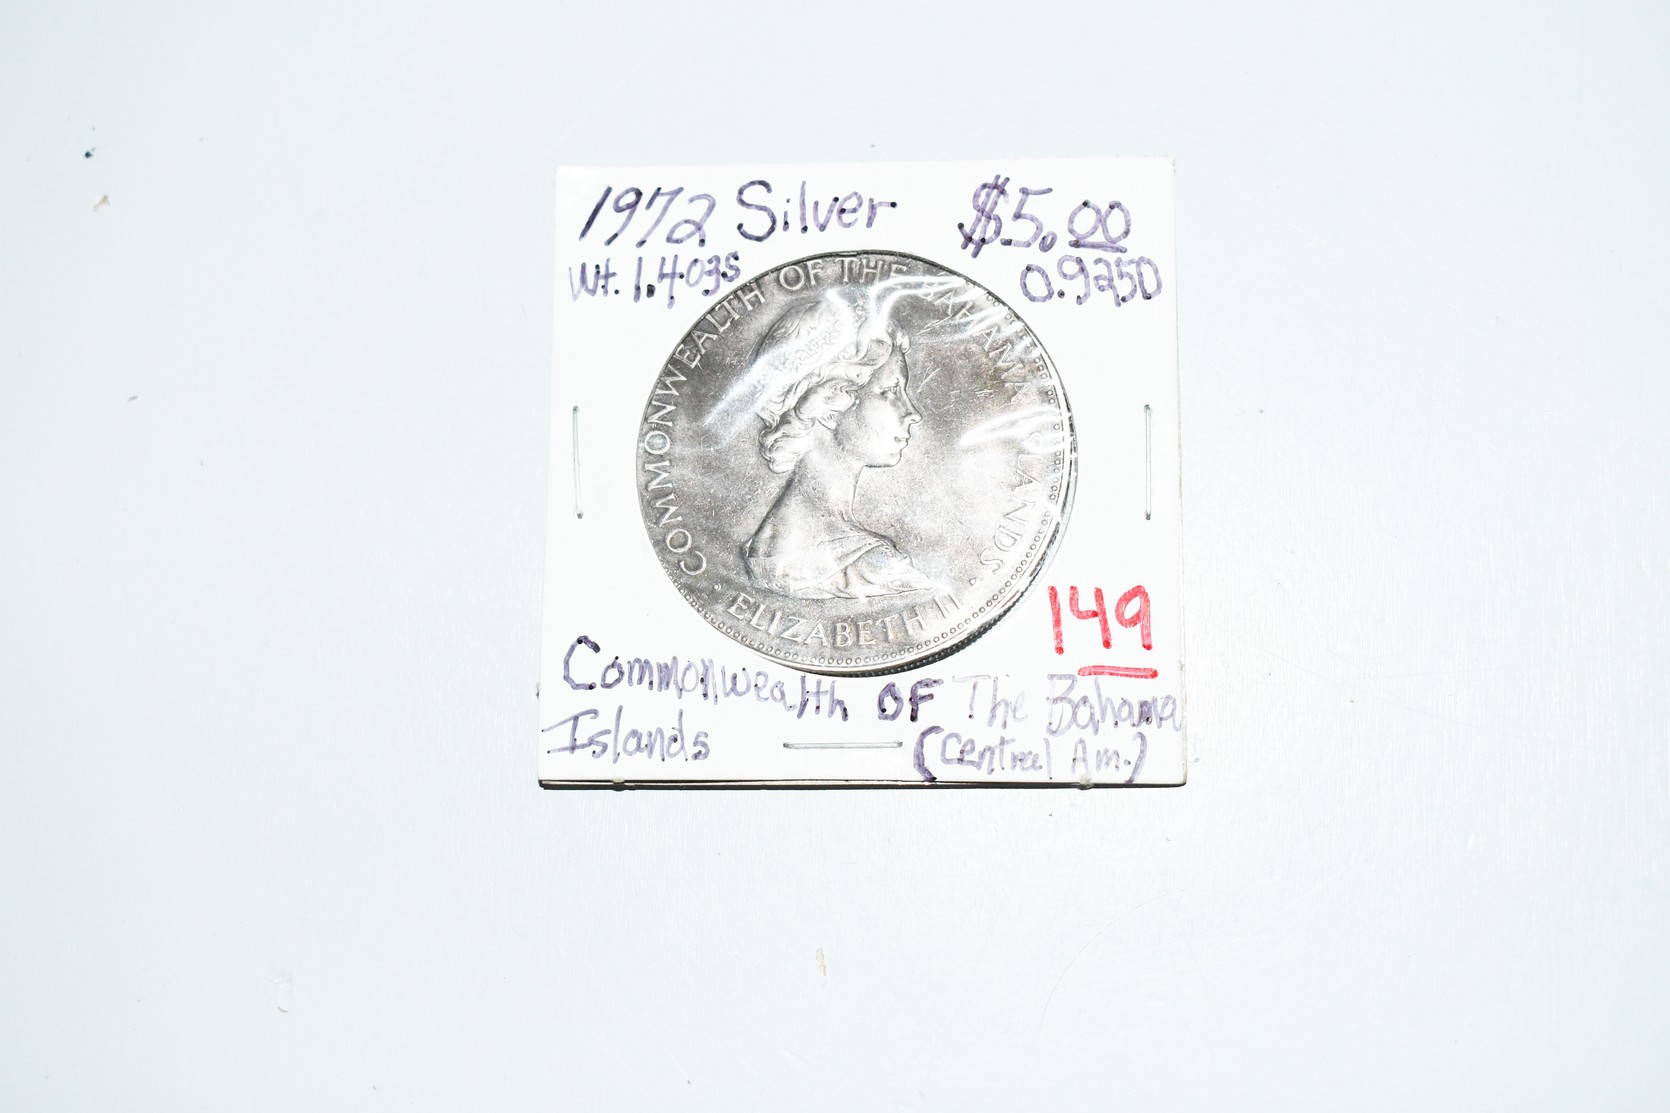 1972 Silver $5.00
Wt. 1.4035 0.9250
COMMONWEALTH OF THE BAHAMA ISLANDS
· ELIZABETH II ·
149
Commonwealth OF The Bahama
Islands (Central Am.)